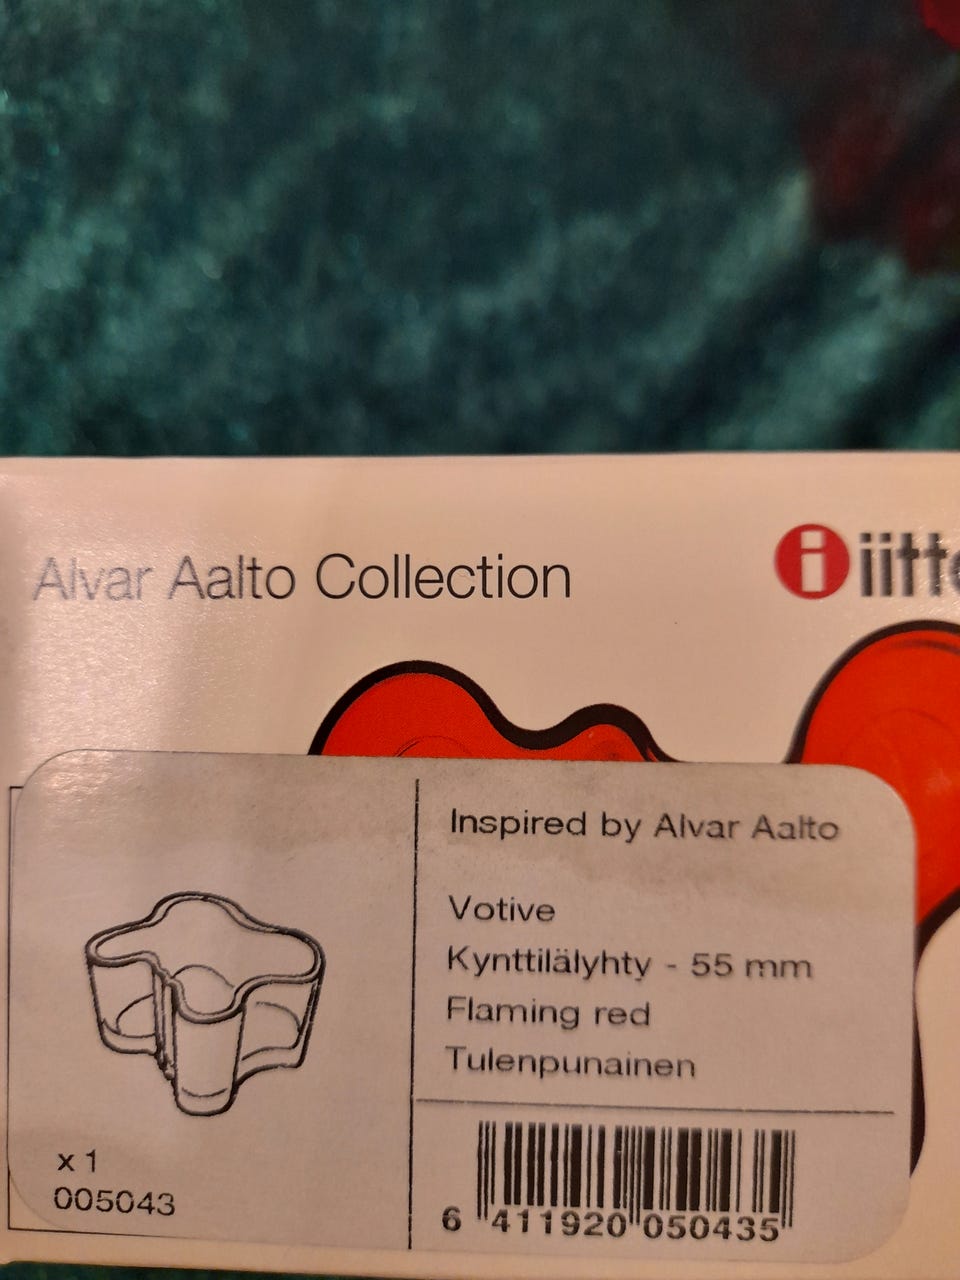 Alvar Aalto Collection
iitt
Inspired by Alvar Aalto
Votive
Kynttilälyhty - 55 mm
Flaming red
Tulenpunainen
x 1
005043
6 411920 050435